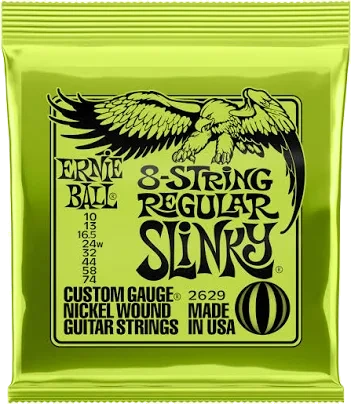 ERNIE
BALL®
8-STRING
REGULAR
SLINKY®
10
13
16.5
24w
32
44
58
74
CUSTOM GAUGE®
NICKEL WOUND
GUITAR STRINGS
2629
MADE
IN USA